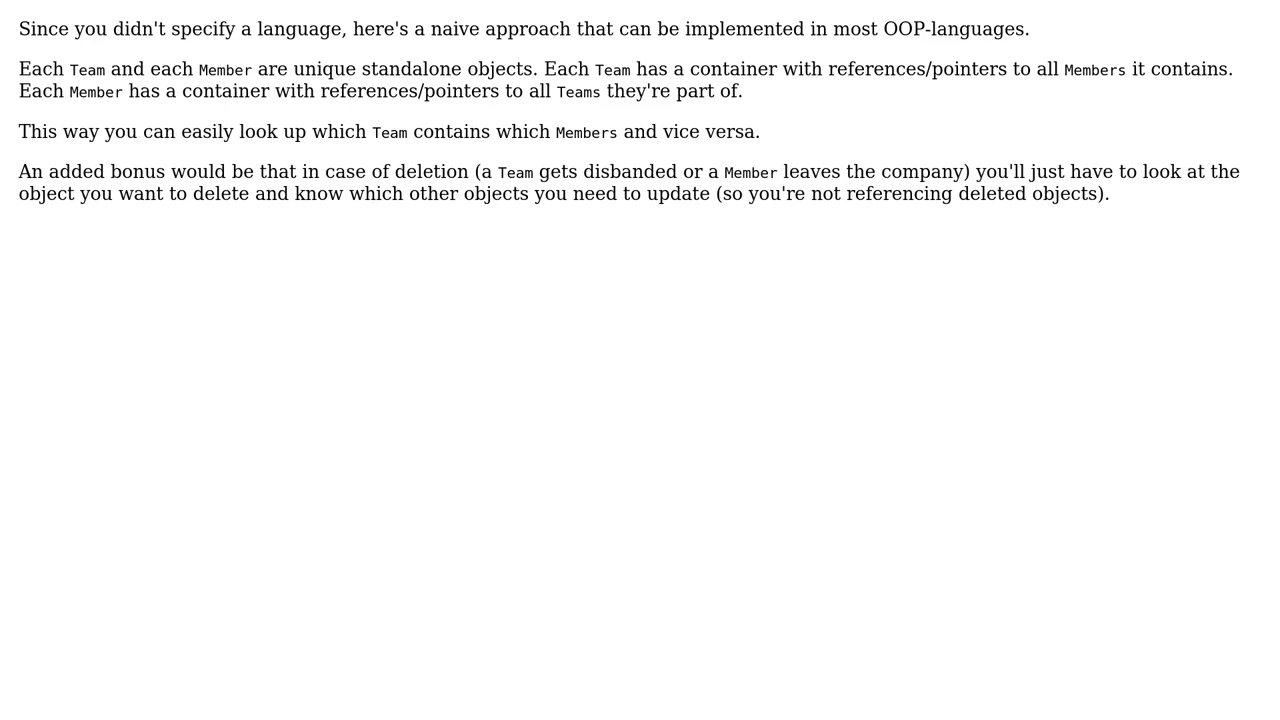 Since you didn't specify a language, here's a naive approach that can be implemented in most OOP-languages.
Each Team and each Member are unique standalone objects. Each Team has a container with references/pointers to all Members it contains.
Each Member has a container with references/pointers to all Teams they're part of.
This way you can easily look up which Team contains which Members and vice versa.
An added bonus would be that in case of deletion (a Team gets disbanded or a Member leaves the company) you'll just have to look at the
object you want to delete and know which other objects you need to update (so you're not referencing deleted objects).